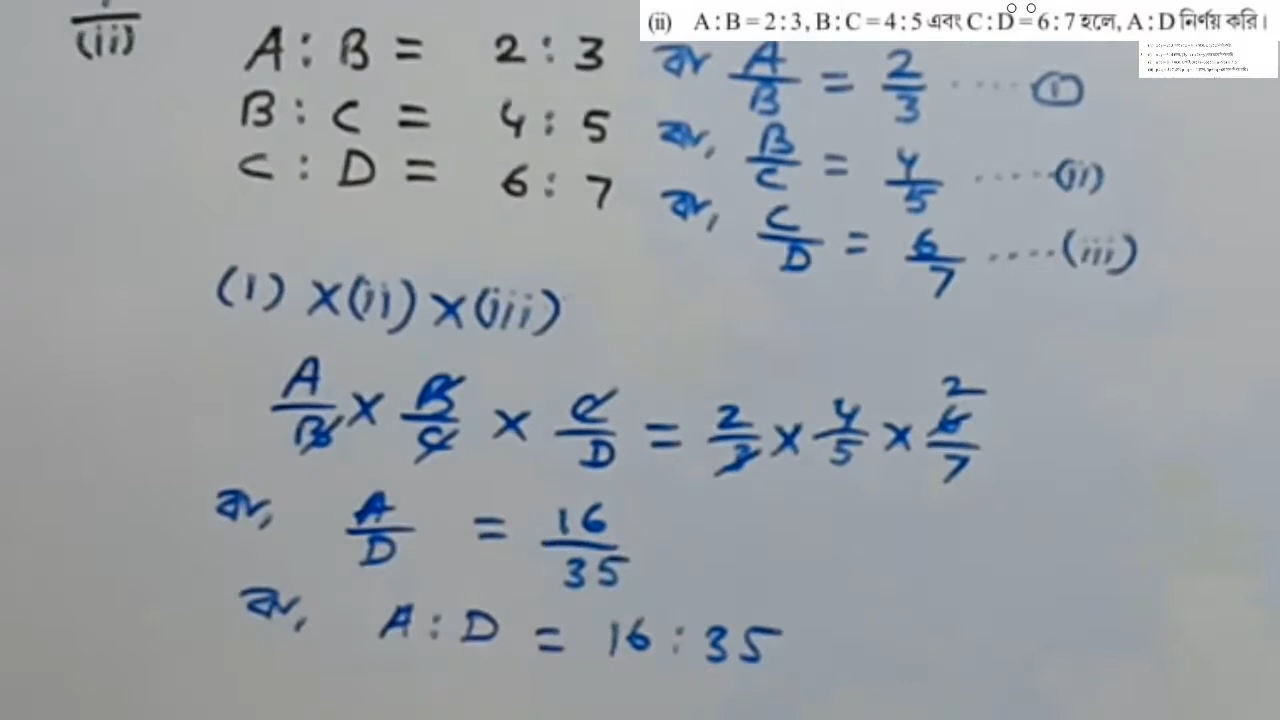 (ii) A : B = 2 : 3, B : C = 4 : 5 এবং C : D = 6 : 7 হলে, A : D নির্ণয় করি।
(ii) A : B = 2 : 3 বা A/B = 2/3 ..... (i)
B : C = 4 : 5 বা, B/C = 4/5 ..... (ii)
C : D = 6 : 7 বা, C/D = 6/7 ..... (iii)
(i) × (ii) × (iii)
A/B × B/C × C/D = 2/3 × 4/5 × 6/7 2
বা, A/D = 16/35
বা, A : D = 16 : 35